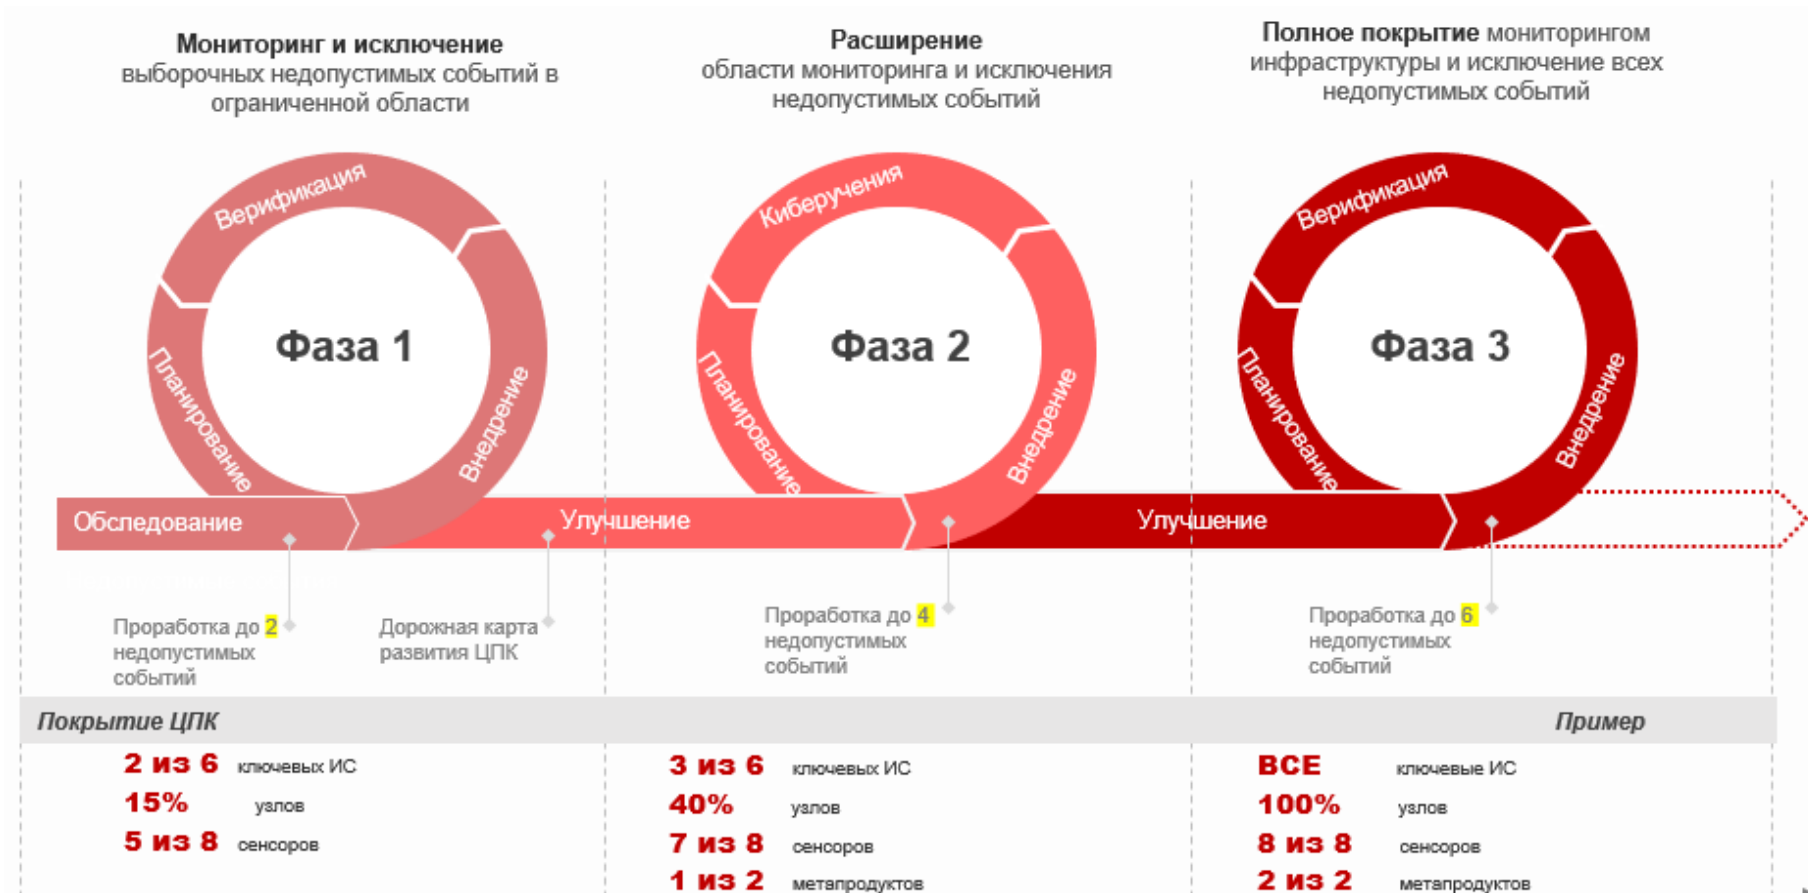 Мониторинг и исключение
выборочных недопустимых событий в
ограниченной области
Расширение
области мониторинга и исключения
недопустимых событий
Полное покрытие мониторингом
инфраструктуры и исключение всех
недопустимых событий
Верификация
Планирование
Внедрение
Фаза 1
Киберучения
Планирование
Внедрение
Фаза 2
Верификация
Планирование
Внедрение
Фаза 3
Обследование
Улучшение
Улучшение
Проработка до 2
недопустимых
событий
Дорожная карта
развития ЦПК
Проработка до 4
недопустимых
событий
Проработка до 6
недопустимых
событий
Покрытие ЦПК
Пример
2 из 6 ключевых ИС
15% узлов
5 из 8 сенсоров
3 из 6 ключевых ИС
40% узлов
7 из 8 сенсоров
1 из 2 метапродуктов
ВСЕ ключевые ИС
100% узлов
8 из 8 сенсоров
2 из 2 метапродуктов